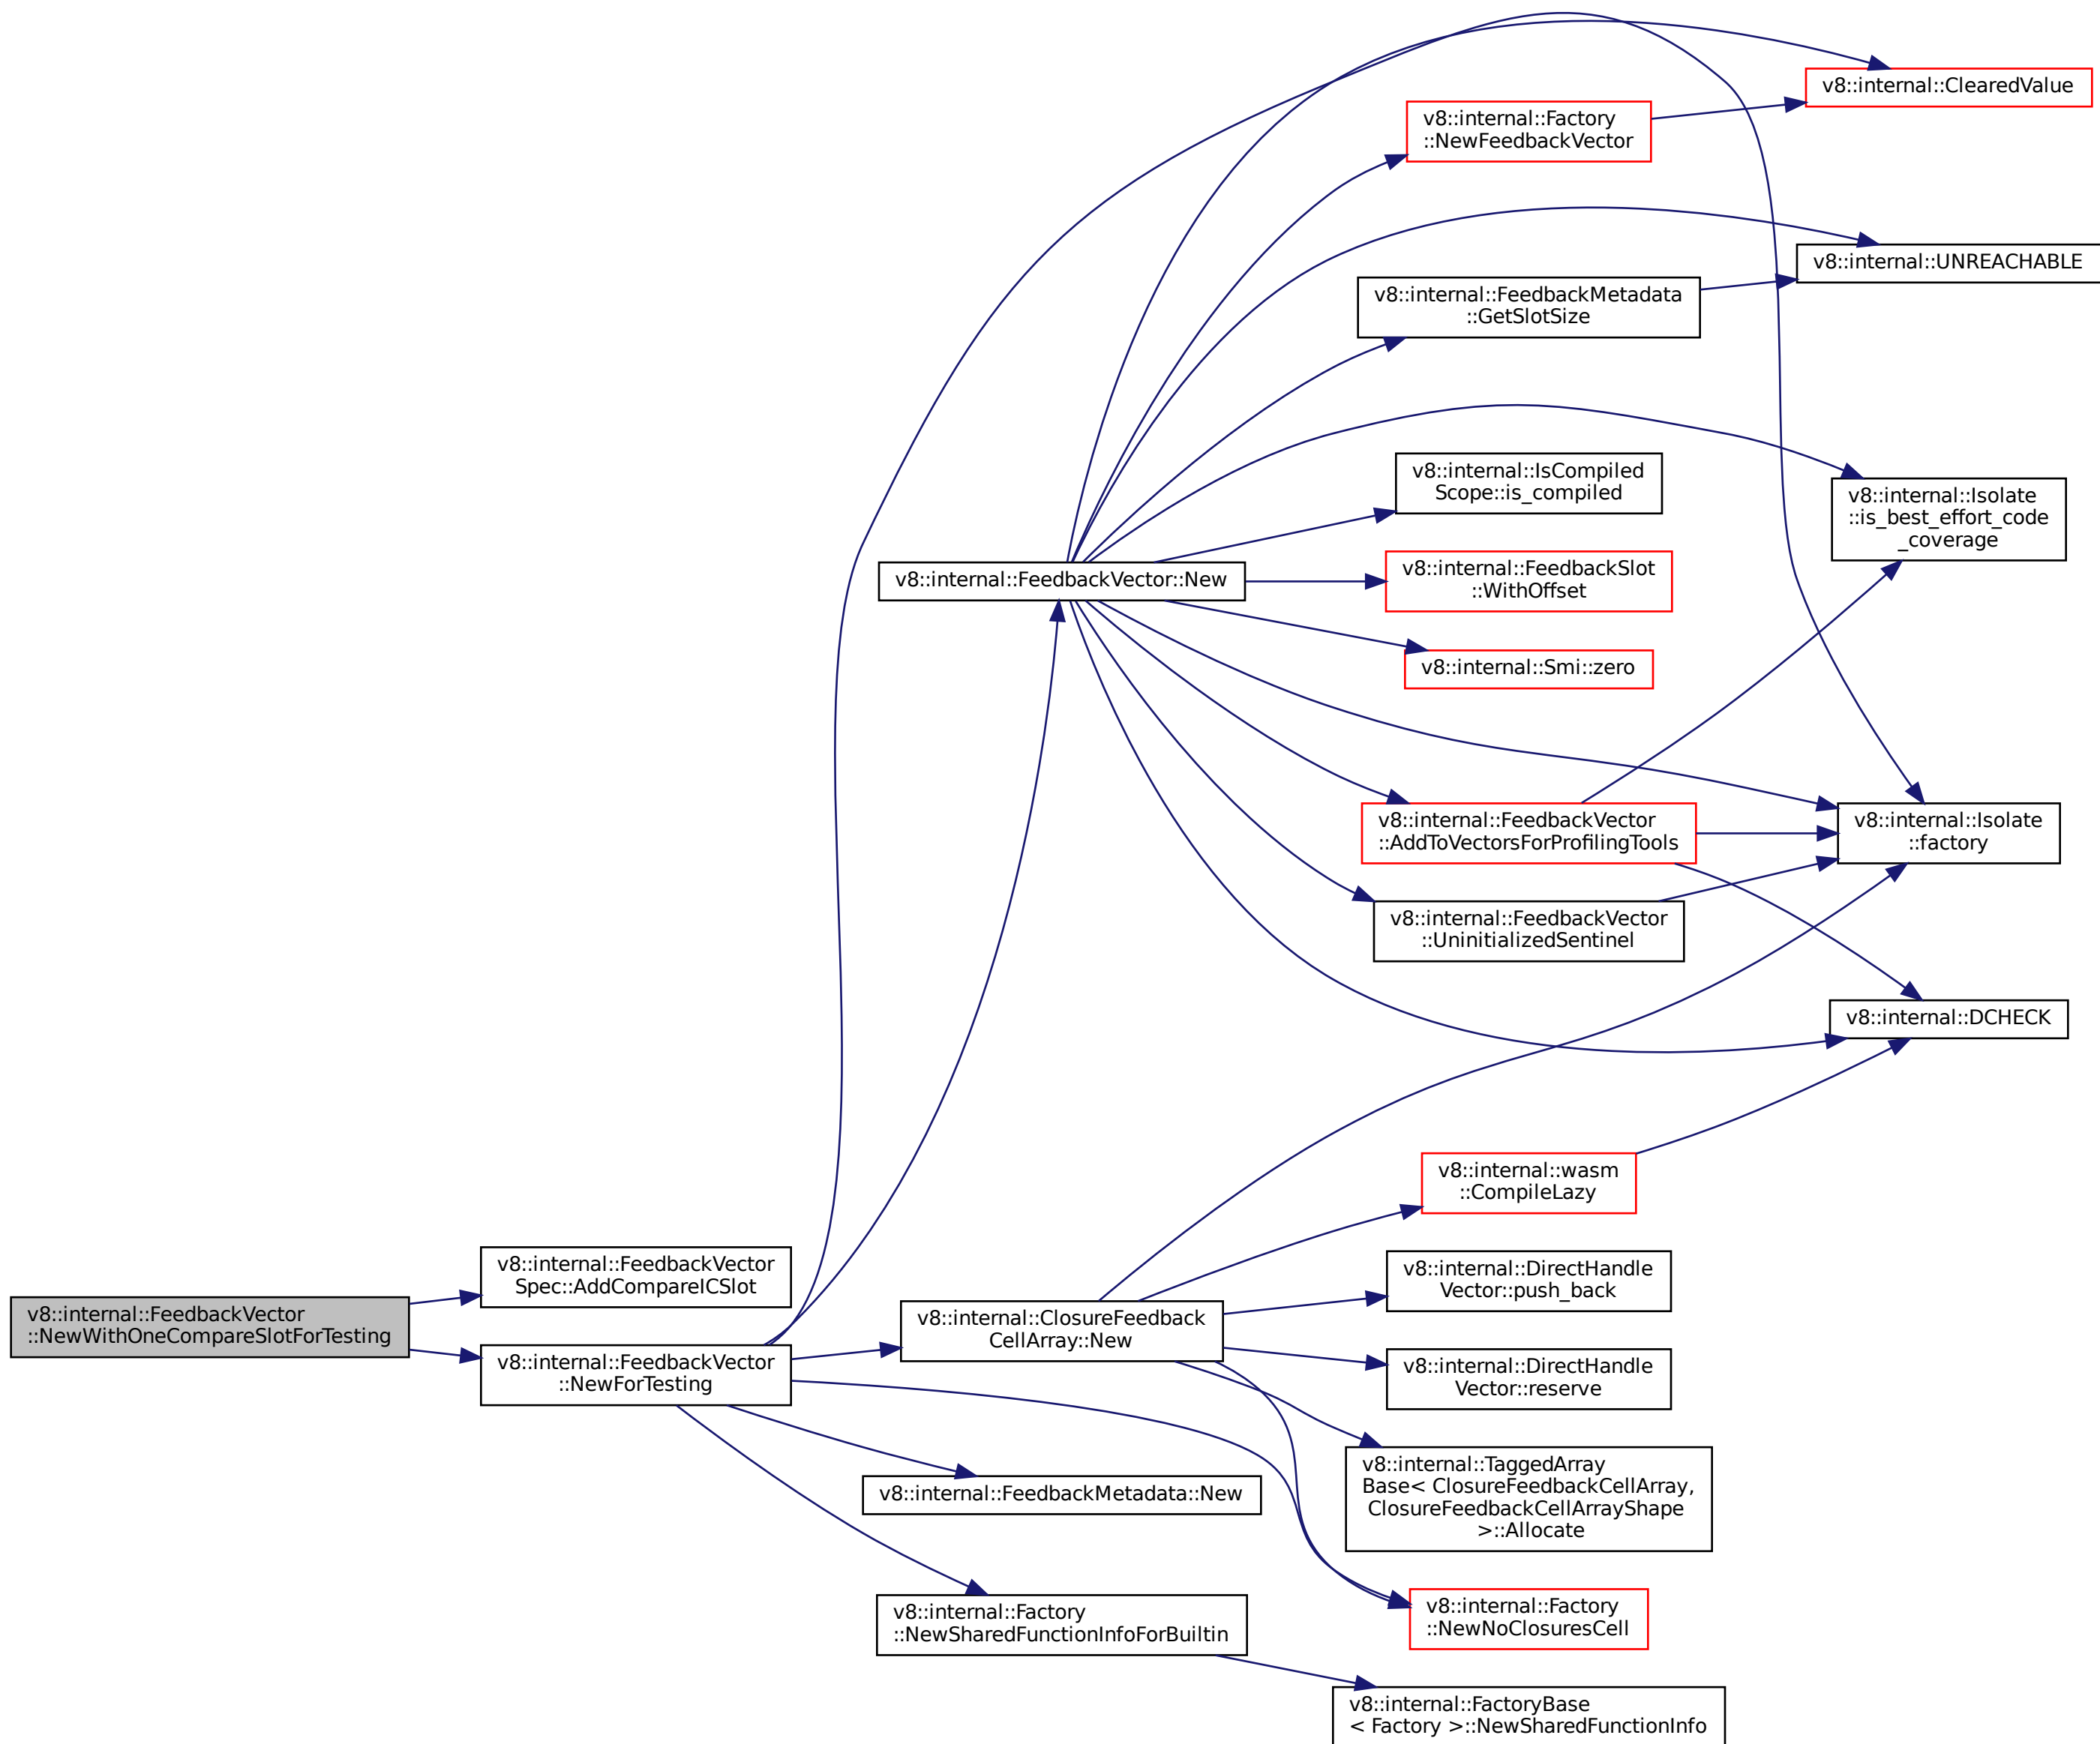 v8::internal::FeedbackVector
::NewWithOneCompareSlotForTesting
v8::internal::FeedbackVector
Spec::AddCompareICSlot
v8::internal::FeedbackVector
::NewForTesting
v8::internal::FeedbackVector::New
v8::internal::ClosureFeedback
CellArray::New
v8::internal::FeedbackMetadata::New
v8::internal::Factory
::NewSharedFunctionInfoForBuiltin
v8::internal::Factory
::NewFeedbackVector
v8::internal::FeedbackMetadata
::GetSlotSize
v8::internal::IsCompiled
Scope::is_compiled
v8::internal::FeedbackSlot
::WithOffset
v8::internal::Smi::zero
v8::internal::FeedbackVector
::AddToVectorsForProfilingTools
v8::internal::FeedbackVector
::UninitializedSentinel
v8::internal::wasm
::CompileLazy
v8::internal::DirectHandle
Vector::push_back
v8::internal::DirectHandle
Vector::reserve
v8::internal::TaggedArray
Base< ClosureFeedbackCellArray,
ClosureFeedbackCellArrayShape
>::Allocate
v8::internal::Factory
::NewNoClosuresCell
v8::internal::FactoryBase
< Factory >::NewSharedFunctionInfo
v8::internal::ClearedValue
v8::internal::UNREACHABLE
v8::internal::Isolate
::is_best_effort_code
_coverage
v8::internal::Isolate
::factory
v8::internal::DCHECK